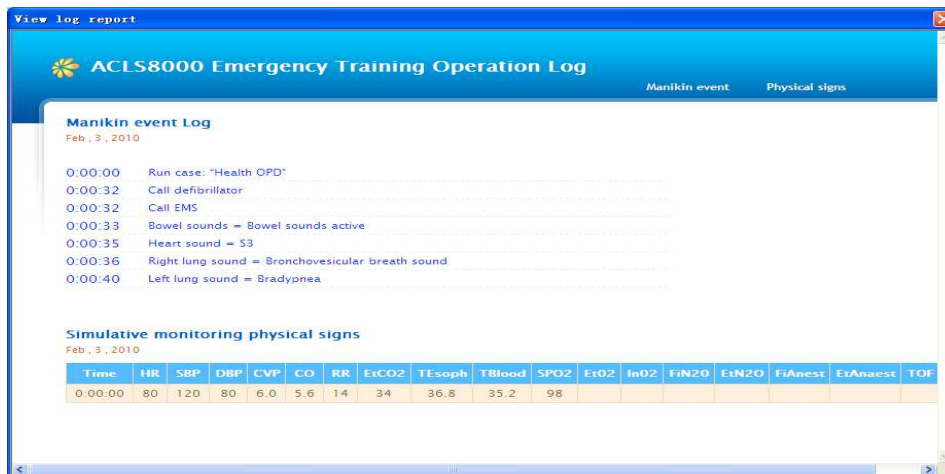 View log report
ACLS8000 Emergency Training Operation Log
Manikin event Physical signs
Manikin event Log
Feb , 3 , 2010
0:00:00 Run case: "Health OPD"
0:00:32 Call defibrillator
0:00:32 Call EMS
0:00:33 Bowel sounds = Bowel sounds active
0:00:35 Heart sound = S3
0:00:36 Right lung sound = Bronchovesicular breath sound
0:00:40 Left lung sound = Bradypnea
Simulative monitoring physical signs
Feb , 3 , 2010
Time HR SBP DBP CVP CO RR EtCO2 TEsoph TBlood SPO2 Et02 In02 FiN20 EtN2O FiAnest EtAnaest TOF
0:00:00 80 120 80 6.0 5.6 14 34 36.8 35.2 98